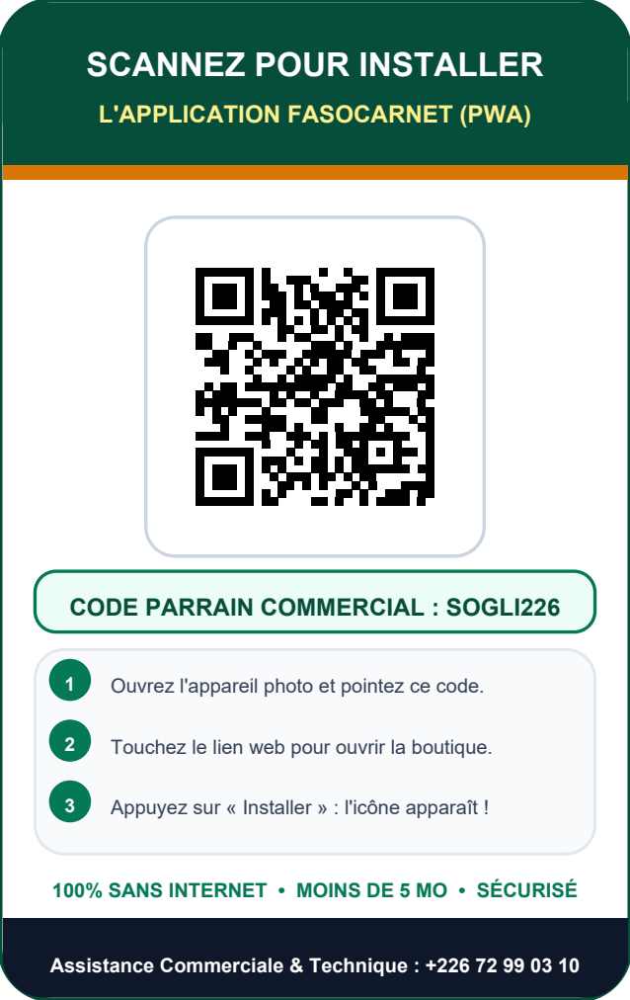 SCANNEZ POUR INSTALLER
L'APPLICATION FASOCARNET (PWA)
CODE PARRAIN COMMERCIAL : SOGLI226
1 Ouvrez l'appareil photo et pointez ce code.
2 Touchez le lien web pour ouvrir la boutique.
3 Appuyez sur « Installer » : l'icône apparaît !
100% SANS INTERNET • MOINS DE 5 MO • SÉCURISÉ
Assistance Commerciale & Technique : +226 72 99 03 10